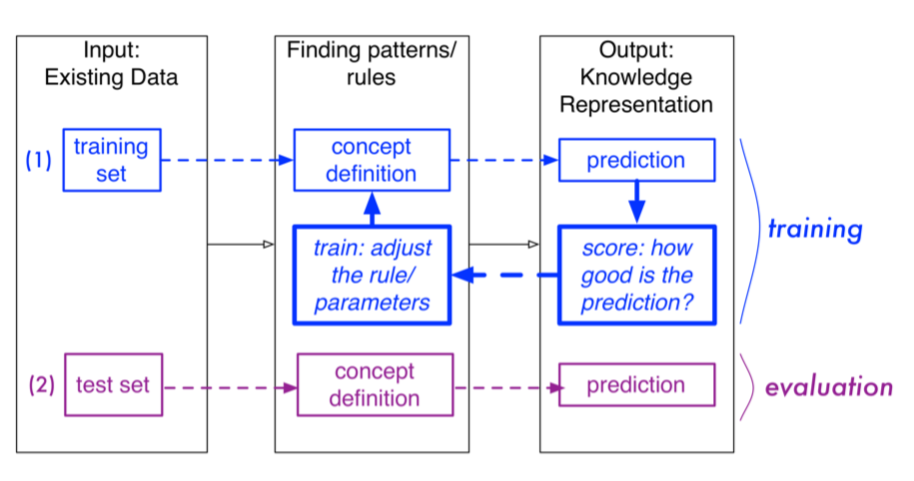 Input:
Existing Data
Finding patterns/
rules
Output:
Knowledge
Representation
(1)
training
set
concept
definition
prediction
train: adjust
the rule/
parameters
score: how
good is the
prediction?
training
(2)
test set
concept
definition
prediction
evaluation